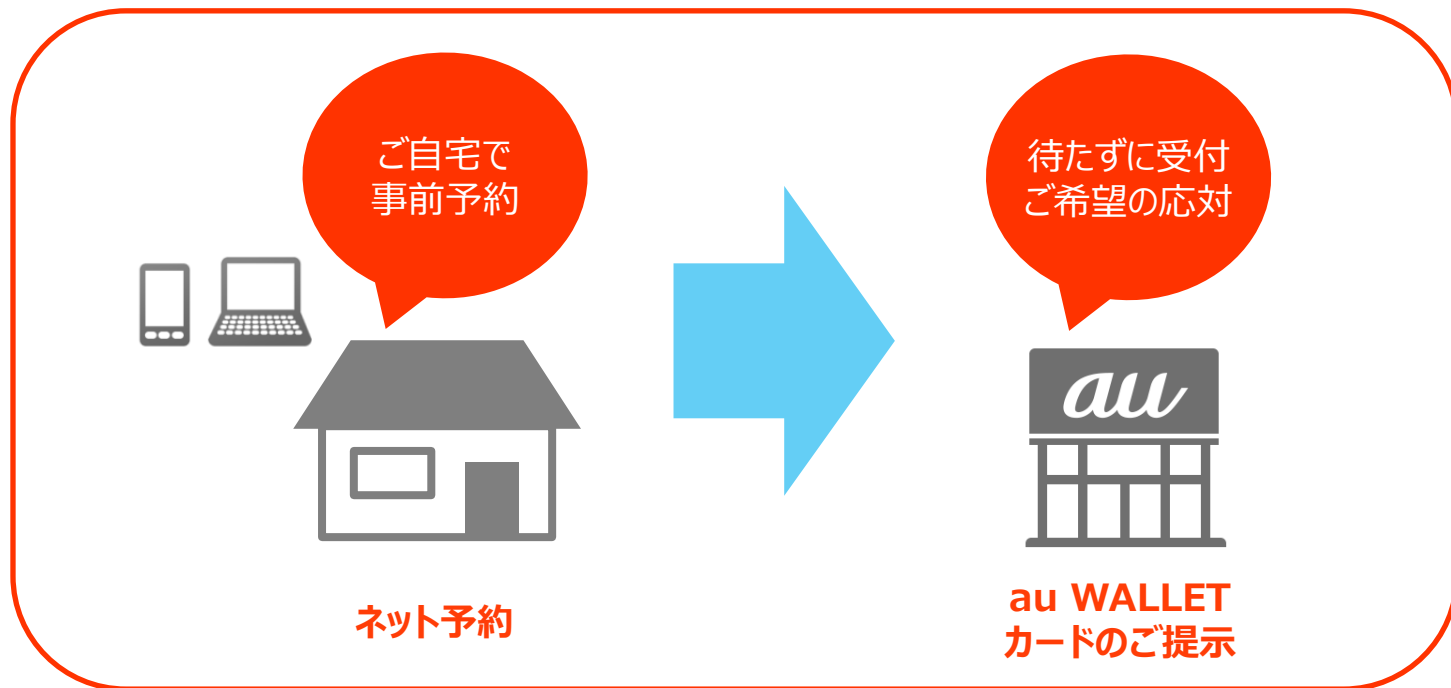 ご自宅で
事前予約
待たずに受付
ご希望の応対
au
ネット予約
au WALLET
カードのご提示